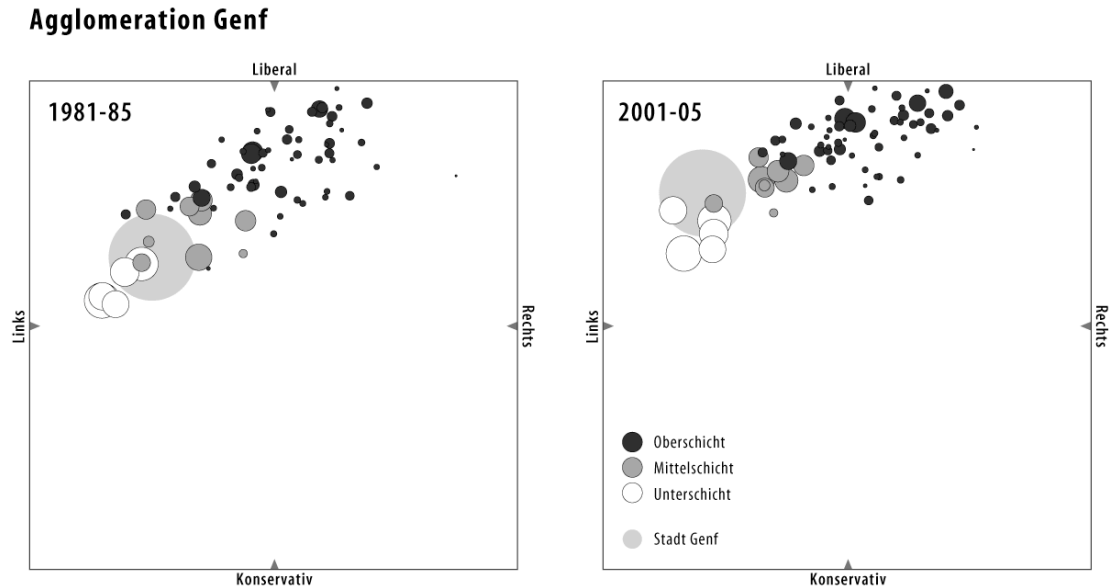 Agglomeration Genf
Liberal
1981-85
Links
Rechts
Konservativ
Liberal
2001-05
Links
Rechts
Oberschicht
Mittelschicht
Unterschicht
Stadt Genf
Konservativ